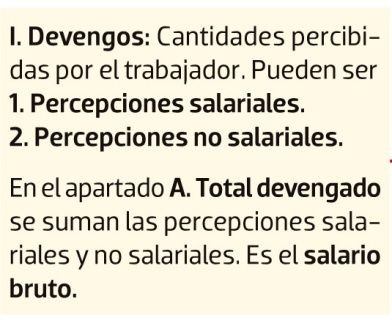 I. Devengos: Cantidades percibi-
das por el trabajador. Pueden ser
1. Percepciones salariales.
2. Percepciones no salariales.
En el apartado A. Total devengado
se suman las percepciones sala-
riales y no salariales. Es el salario
bruto.